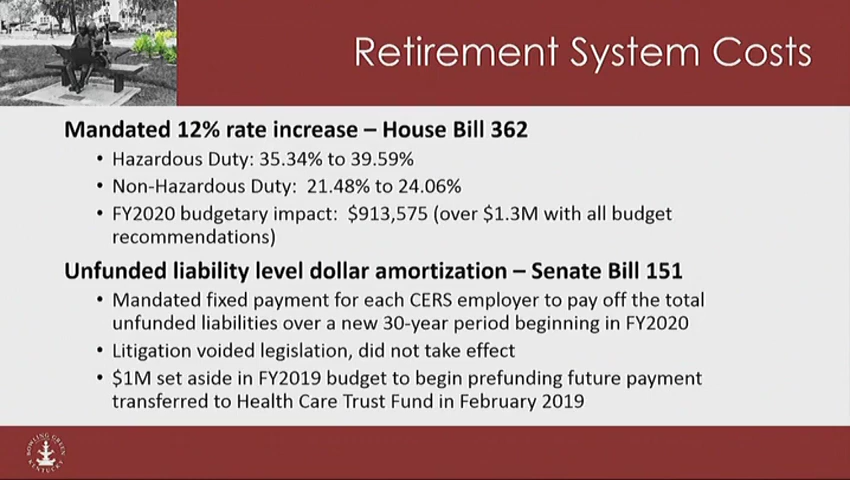 Retirement System Costs
Mandated 12% rate increase – House Bill 362
• Hazardous Duty: 35.34% to 39.59%
• Non-Hazardous Duty: 21.48% to 24.06%
• FY2020 budgetary impact: $913,575 (over $1.3M with all budget
recommendations)
Unfunded liability level dollar amortization – Senate Bill 151
• Mandated fixed payment for each CERS employer to pay off the total
unfunded liabilities over a new 30-year period beginning in FY2020
• Litigation voided legislation, did not take effect
• $1M set aside in FY2019 budget to begin prefunding future payment
transferred to Health Care Trust Fund in February 2019
BOWLING GREEN
KENTUCKY